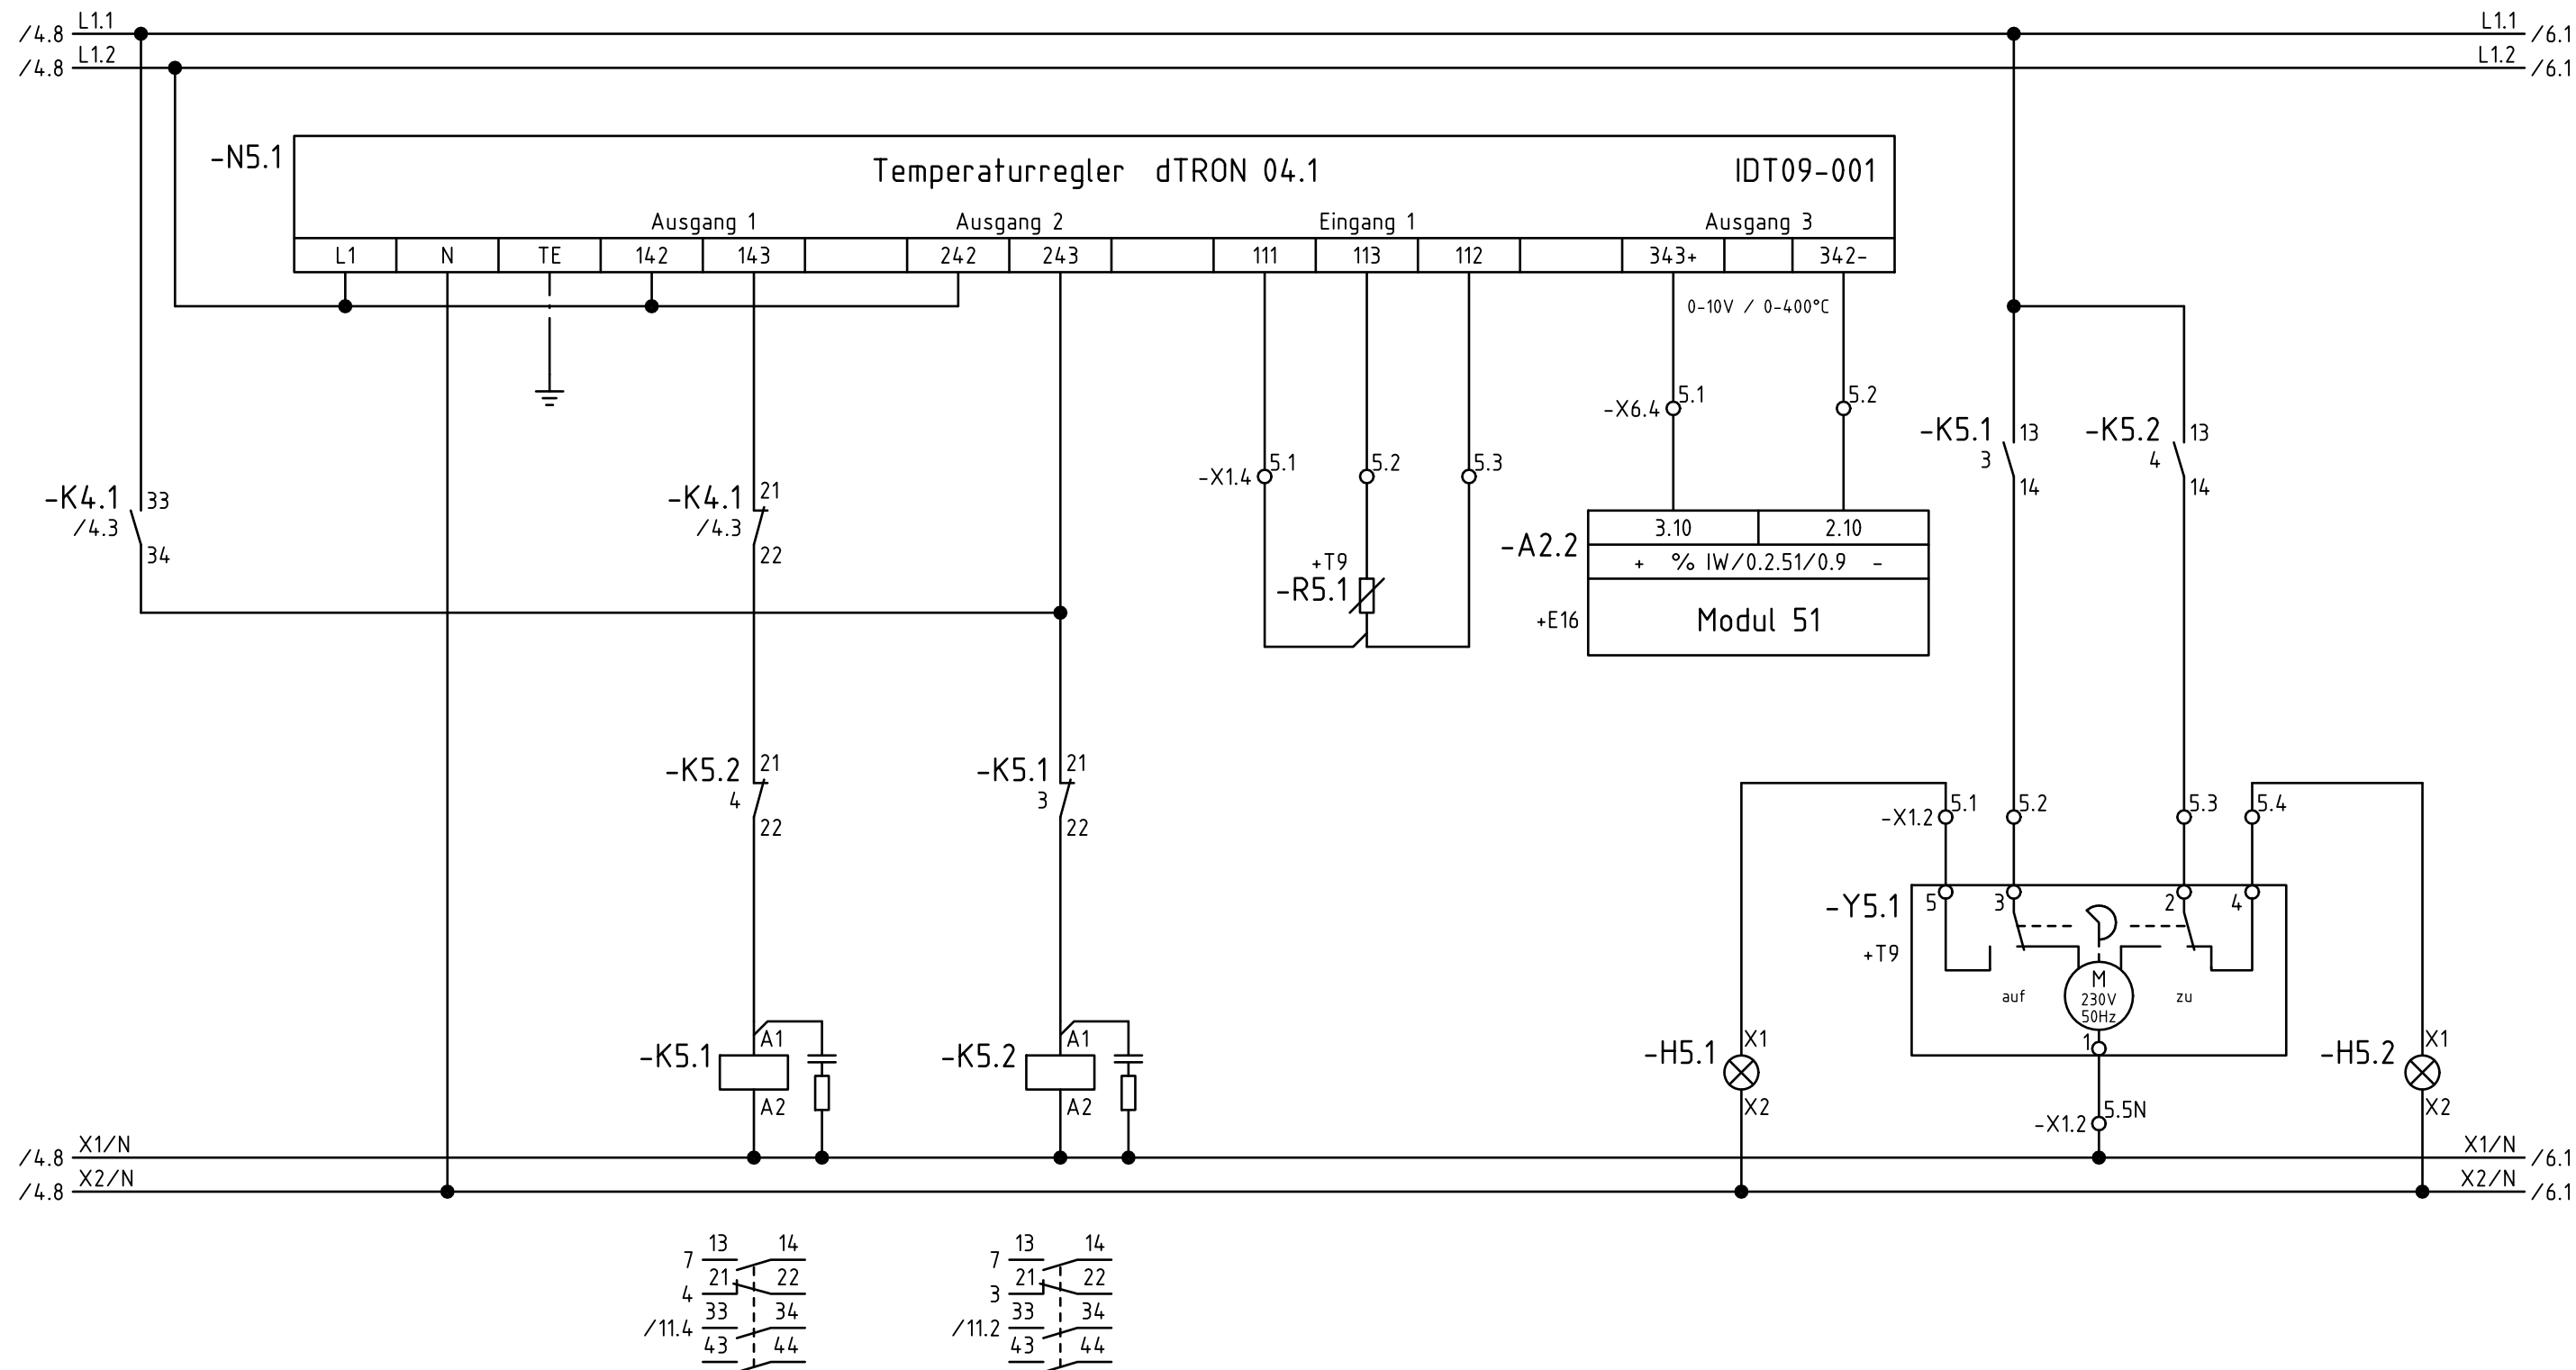 L1.1 L1.1
/4.8 /6.1
L1.2 L1.2
/4.8 /6.1
-N5.1 Temperaturregler dTRON 04.1 IDT09-001
Ausgang 1 Ausgang 2 Eingang 1 Ausgang 3
L1 N TE 142 143 242 243 111 113 112 343+ 342-
0-10V / 0-400°C
-X6.4 5.1 5.2
-K5.1 13 -K5.2 13
3 4
14 14
-X1.4 5.1 5.2 5.3
-K4.1 33 -K4.1 21
/4.3 /4.3
34 22
3.10 2.10
-A2.2
+ % IW/0.2.51/0.9 -
+T9
-R5.1
+E16 Modul 51
-K5.2 21 -K5.1 21
4 3
22 22
-X1.2 5.1 5.2 5.3 5.4
-Y5.1 5 3 2 4
+T9
M
auf 230V zu
50Hz
1
-K5.1 A1 -K5.2 A1 -H5.1 X1 -H5.2 X1
A2 A2 X2 X2
-X1.2 5.5N
X1/N X1/N
/4.8 /6.1
X2/N X2/N
/4.8 /6.1
13 14 13 14
7 7
21 22 21 22
4 3
33 34 33 34
/11.4 /11.2
43 44 43 44